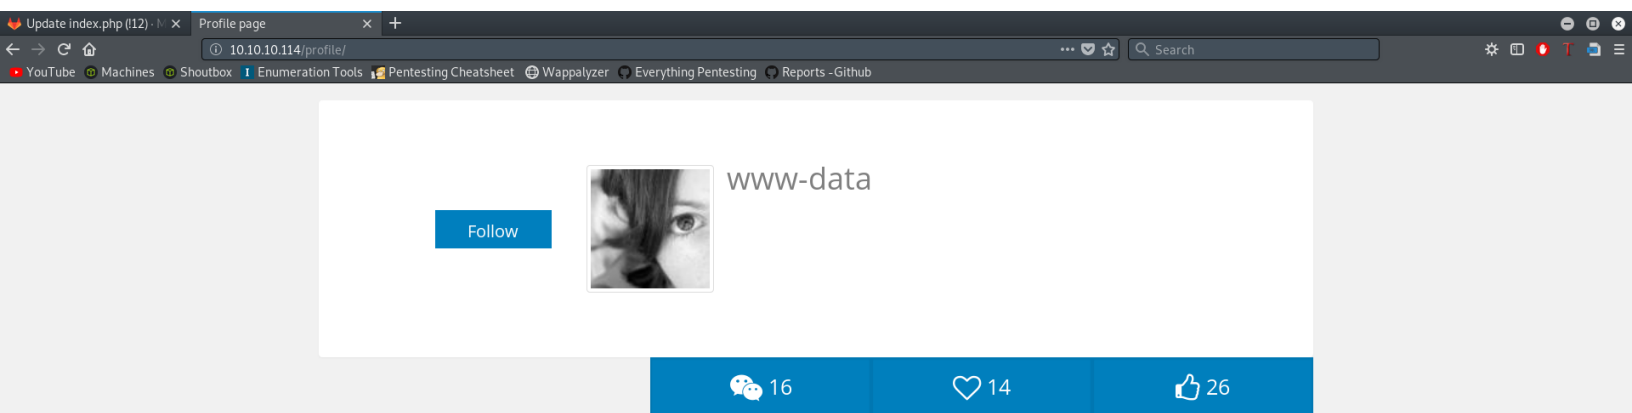 Update index.php (!12) · M
Profile page
10.10.10.114/profile/
Search
YouTube Machines Shoutbox Enumeration Tools Pentesting Cheatsheet Wappalyzer Everything Pentesting Reports - Github
www-data
Follow
16 14 26